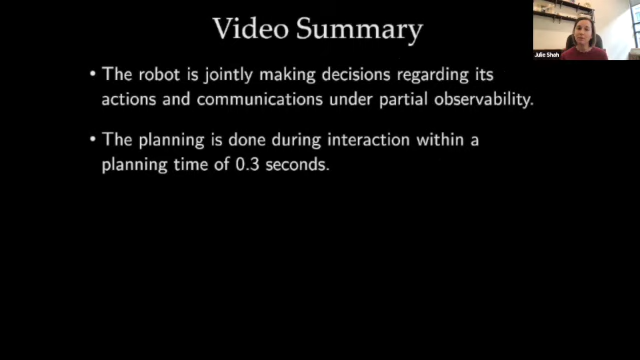 Video Summary
• The robot is jointly making decisions regarding its
actions and communications under partial observability.
• The planning is done during interaction within a
planning time of 0.3 seconds.
Julie Shah